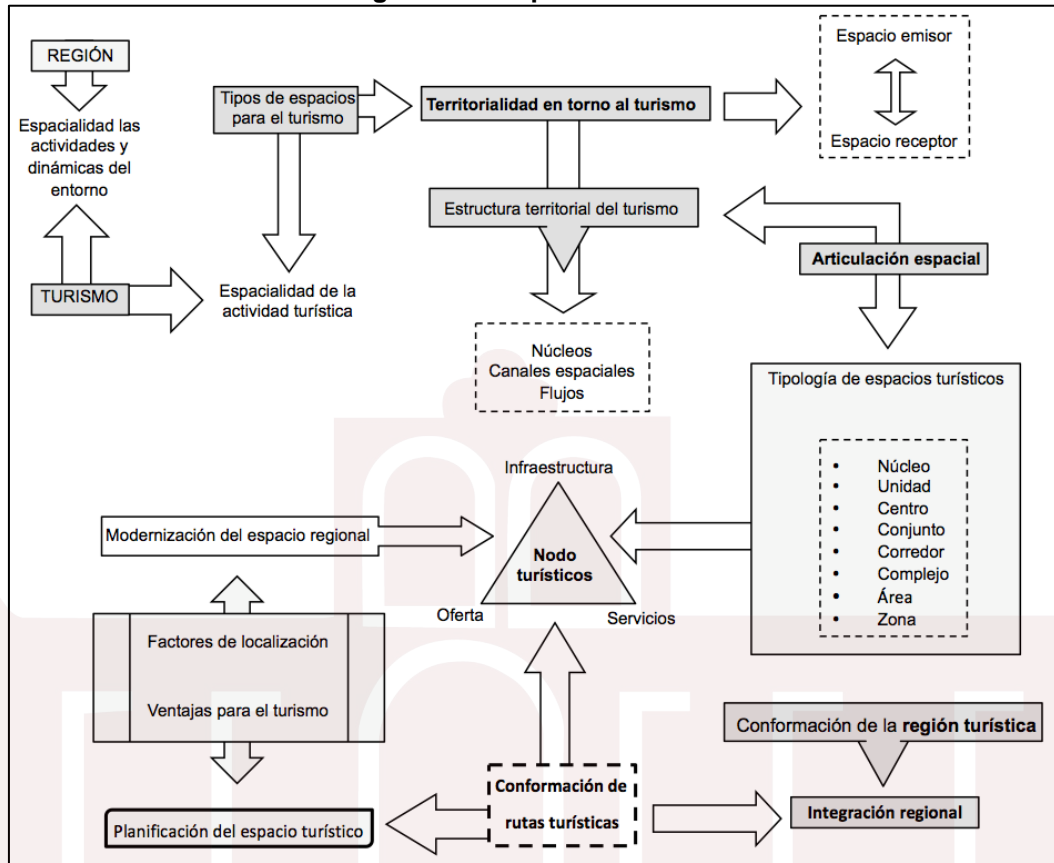 REGIÓN
Espacialidad las
actividades y
dinámicas del
entorno
TURISMO
Tipos de espacios
para el turismo
Espacialidad de la
actividad turística
Territorialidad en torno al turismo
Espacio emisor
Espacio receptor
Estructura territorial del turismo
Articulación espacial
Núcleos
Canales espaciales
Flujos
Tipología de espacios turísticos
• Núcleo
• Unidad
• Centro
• Conjunto
• Corredor
• Complejo
• Área
• Zona
Infraestructura
Nodo
turísticos
Oferta
Servicios
Modernización del espacio regional
Factores de localización
Ventajas para el turismo
Planificación del espacio turístico
Conformación de
rutas turísticas
Conformación de la región turística
Integración regional